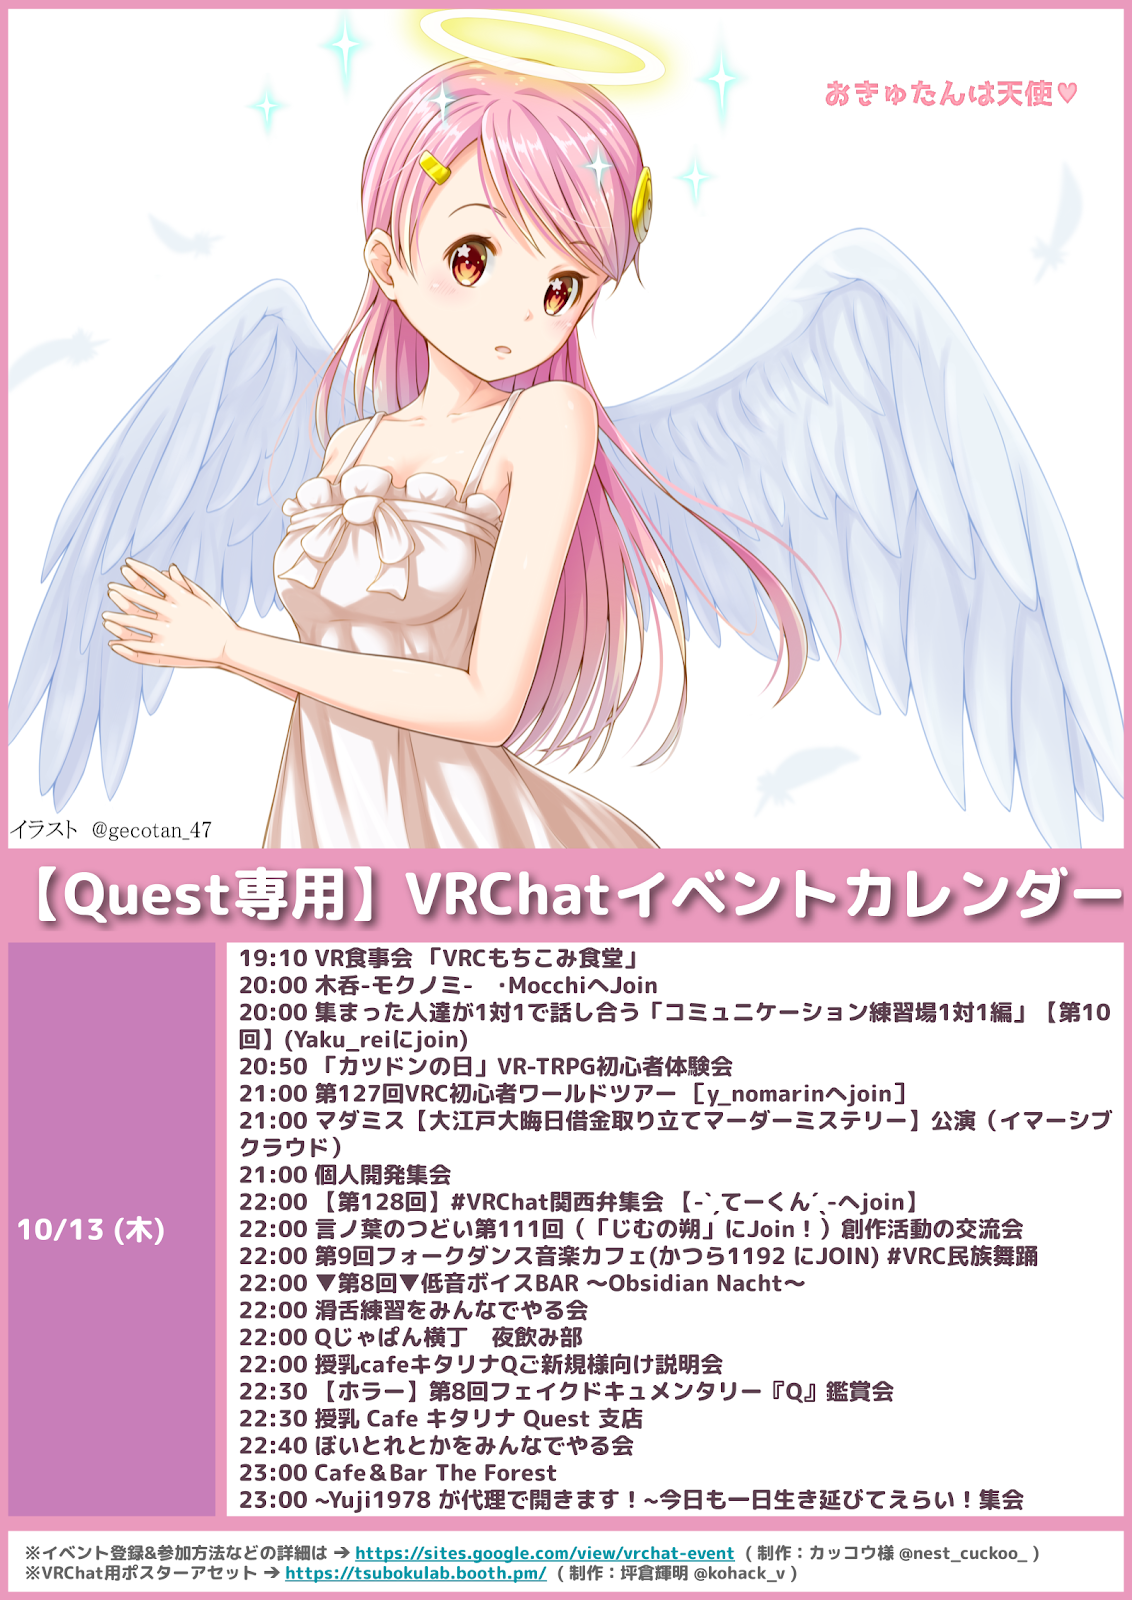 おきゅたんは天使♥
イラスト　@gecotan_47
【Quest専用】VRChatイベントカレンダー
10/13 (木)
19:10 VR食事会 「VRCもちこみ食堂」
20:00 木呑-モクノミ-　･MocchiへJoin
20:00 集まった人達が1対1で話し合う「コミュニケーション練習場1対1編」【第10
回】(Yaku_reiにjoin)
20:50 「カツドンの日」VR-TRPG初心者体験会
21:00 第127回VRC初心者ワールドツアー ［y_nomarinへjoin］
21:00 マダミス【大江戸大晦日借金取り立てマーダーミステリー】公演（イマーシブ
クラウド）
21:00 個人開発集会
22:00 【第128回】#VRChat関西弁集会 【-ˋˏてーくんˊˎ-へjoin】
22:00 言ノ葉のつどい第111回（「じむの朔」にJoin！）創作活動の交流会
22:00 第9回フォークダンス音楽カフェ(かつら1192 にJOIN) #VRC民族舞踊
22:00 ▼第8回▼低音ボイスBAR ～Obsidian Nacht～
22:00 滑舌練習をみんなでやる会
22:00 Qじゃぱん横丁　夜飲み部
22:00 授乳cafeキタリナQご新規様向け説明会
22:30 【ホラー】第8回フェイクドキュメンタリー『Q』鑑賞会
22:30 授乳 Cafe キタリナ Quest 支店
22:40 ぼいとれとかをみんなでやる会
23:00 Cafe＆Bar The Forest
23:00 ~Yuji1978 が代理で開きます！~今日も一日生き延びてえらい！集会
※イベント登録&参加方法などの詳細は → https://sites.google.com/view/vrchat-event （制作：カッコウ様 @nest_cuckoo_ ）
※VRChat用ポスターアセット → https://tsubokulab.booth.pm/ （制作：坪倉輝明 @kohack_v ）